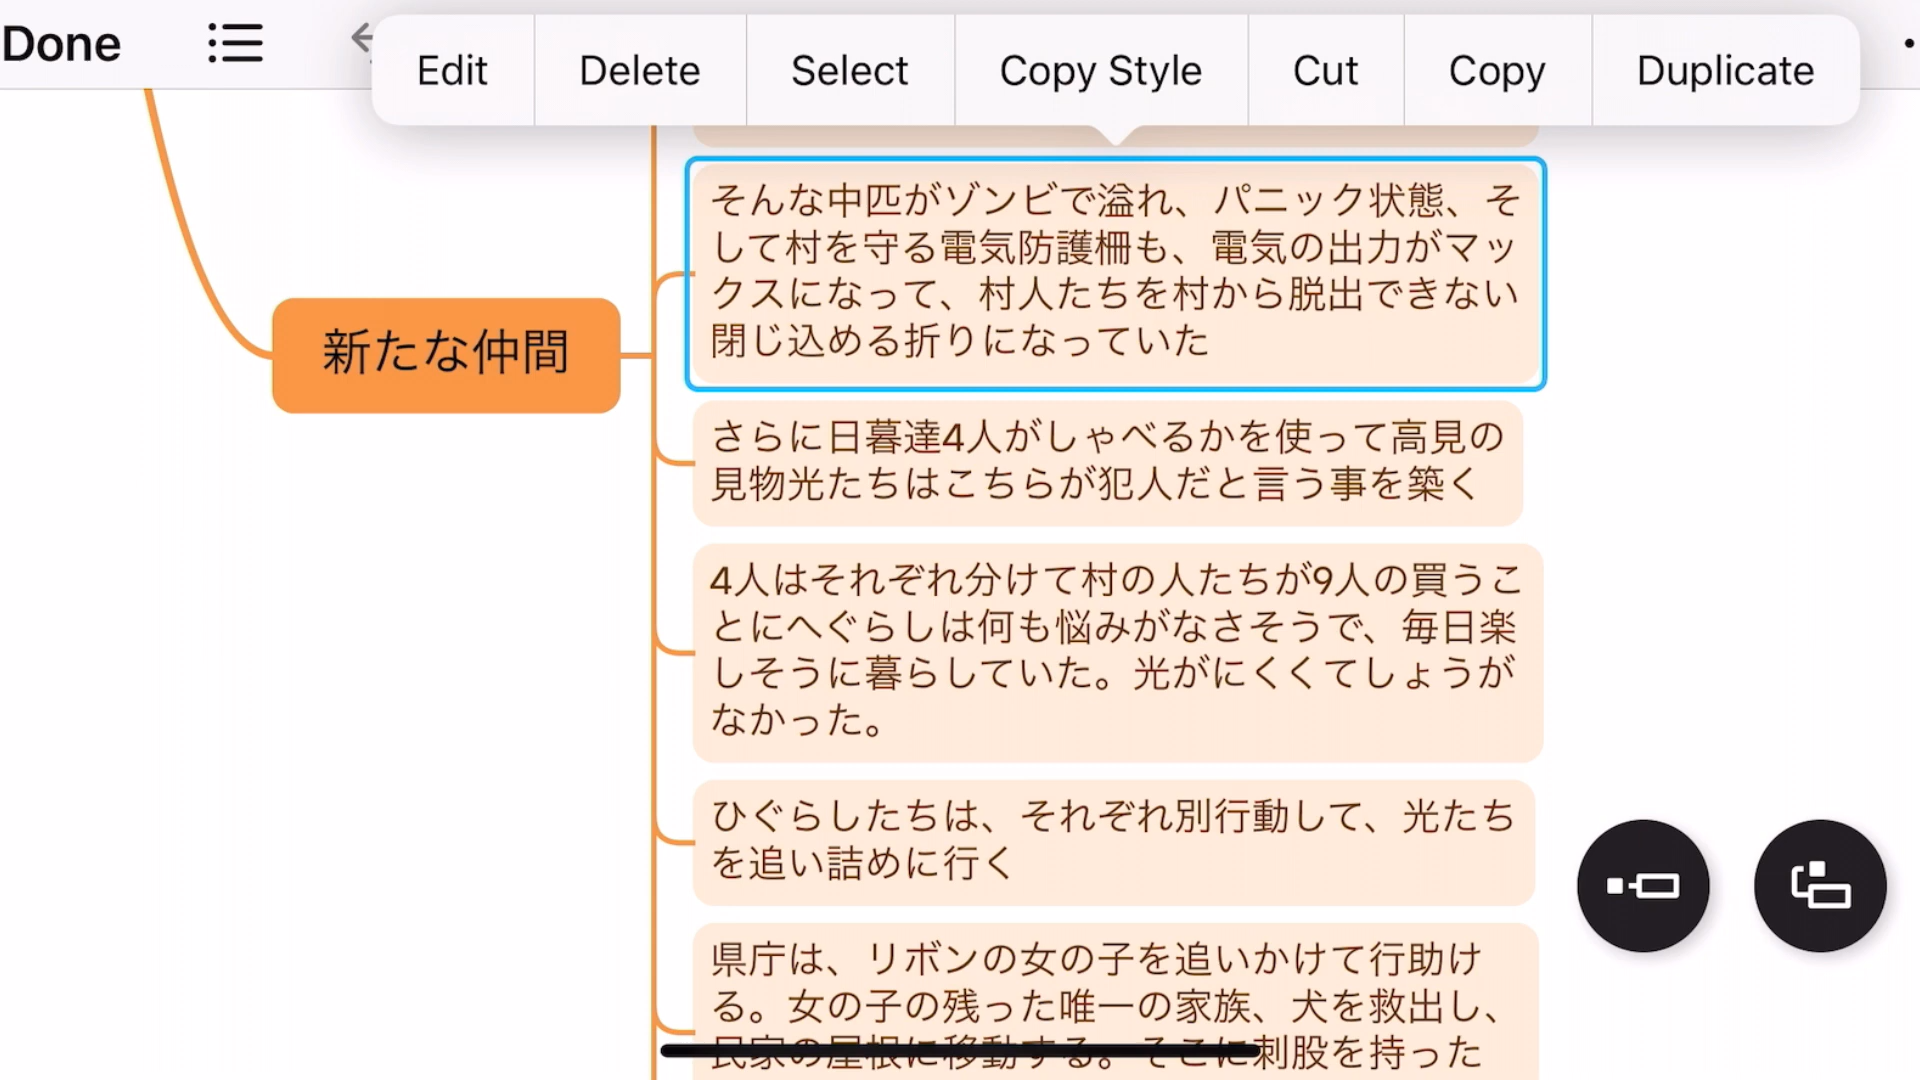 Done
Edit
Delete
Select
Copy Style
Cut
Copy
Duplicate
新たな仲間
そんな中匹がゾンビで溢れ、パニック状態、そ
して村を守る電気防護柵も、電気の出力がマッ
クスになって、村人たちを村から脱出できない
閉じ込める折りになっていた
さらに日暮達4人がしゃべるかを使って高見の
見物光たちはこちらが犯人だと言う事を築く
4人はそれぞれ分けて村の人たちが9人の買うこ
とにへぐらしは何も悩みがなさそうで、毎日楽
しそうに暮らしていた。光がにくくてしょうが
なかった。
ひぐらしたちは、それぞれ別行動して、光たち
を追い詰めに行く
県庁は、リボンの女の子を追いかけて行助け
る。女の子の残った唯一の家族、犬を救出し、
民家の屋根に移動する。そこに刺股を持った